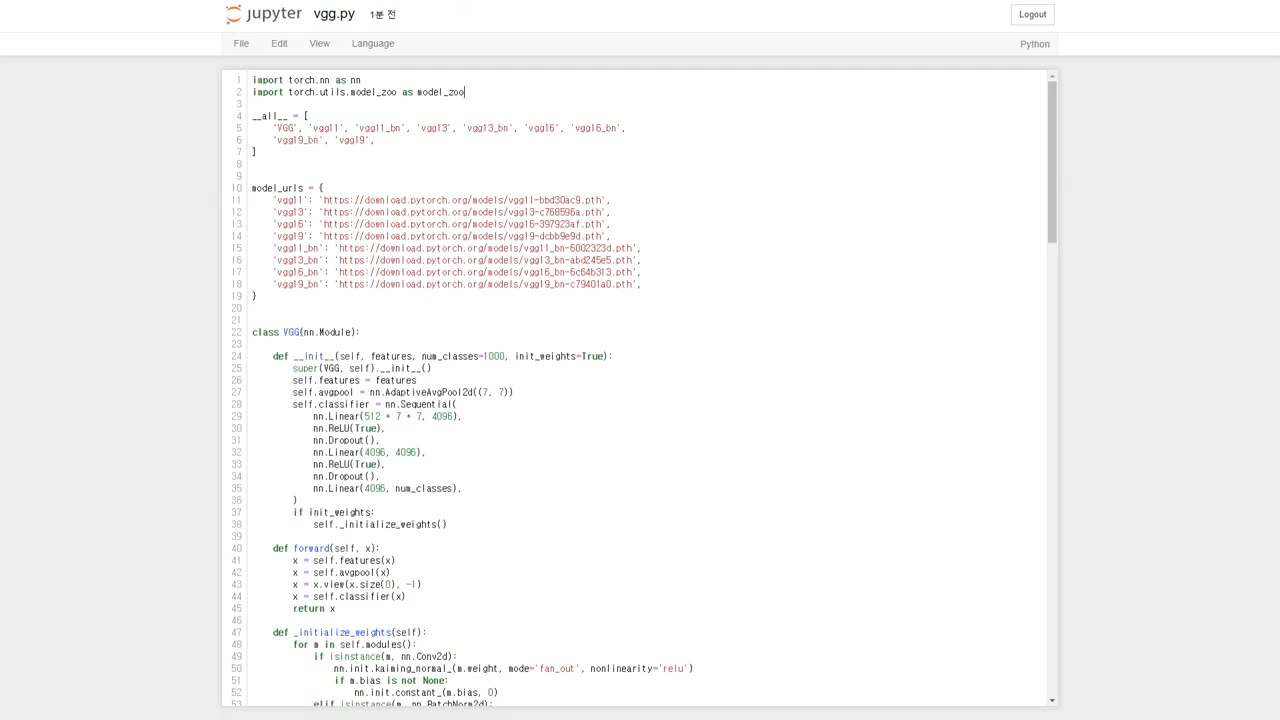 jupyter vgg.py 1분 전
Logout
File Edit View Language
Python
1 import torch.nn as nn
2 import torch.utils.model_zoo as model_zoo
3
4 __all__ = [
5     'VGG', 'vgg11', 'vgg11_bn', 'vgg13', 'vgg13_bn', 'vgg16', 'vgg16_bn',
6     'vgg19_bn', 'vgg19',
7 ]
8
9
10 model_urls = {
11     'vgg11': 'https://download.pytorch.org/models/vgg11-bbd30ac9.pth',
12     'vgg13': 'https://download.pytorch.org/models/vgg13-c768596a.pth',
13     'vgg16': 'https://download.pytorch.org/models/vgg16-397923af.pth',
14     'vgg19': 'https://download.pytorch.org/models/vgg19-dcbb9e9d.pth',
15     'vgg11_bn': 'https://download.pytorch.org/models/vgg11_bn-6002323d.pth',
16     'vgg13_bn': 'https://download.pytorch.org/models/vgg13_bn-abd245e5.pth',
17     'vgg16_bn': 'https://download.pytorch.org/models/vgg16_bn-6c64b313.pth',
18     'vgg19_bn': 'https://download.pytorch.org/models/vgg19_bn-c79401a0.pth',
19 }
20
21
22 class VGG(nn.Module):
23
24     def __init__(self, features, num_classes=1000, init_weights=True):
25         super(VGG, self).__init__()
26         self.features = features
27         self.avgpool = nn.AdaptiveAvgPool2d((7, 7))
28         self.classifier = nn.Sequential(
29             nn.Linear(512 * 7 * 7, 4096),
30             nn.ReLU(True),
31             nn.Dropout(),
32             nn.Linear(4096, 4096),
33             nn.ReLU(True),
34             nn.Dropout(),
35             nn.Linear(4096, num_classes),
36         )
37         if init_weights:
38             self._initialize_weights()
39
40     def forward(self, x):
41         x = self.features(x)
42         x = self.avgpool(x)
43         x = x.view(x.size(0), -1)
44         x = self.classifier(x)
45         return x
46
47     def _initialize_weights(self):
48         for m in self.modules():
49             if isinstance(m, nn.Conv2d):
50                 nn.init.kaiming_normal_(m.weight, mode='fan_out', nonlinearity='relu')
51                 if m.bias is not None:
52                     nn.init.constant_(m.bias, 0)
53             elif isinstance(m, nn.BatchNorm2d):